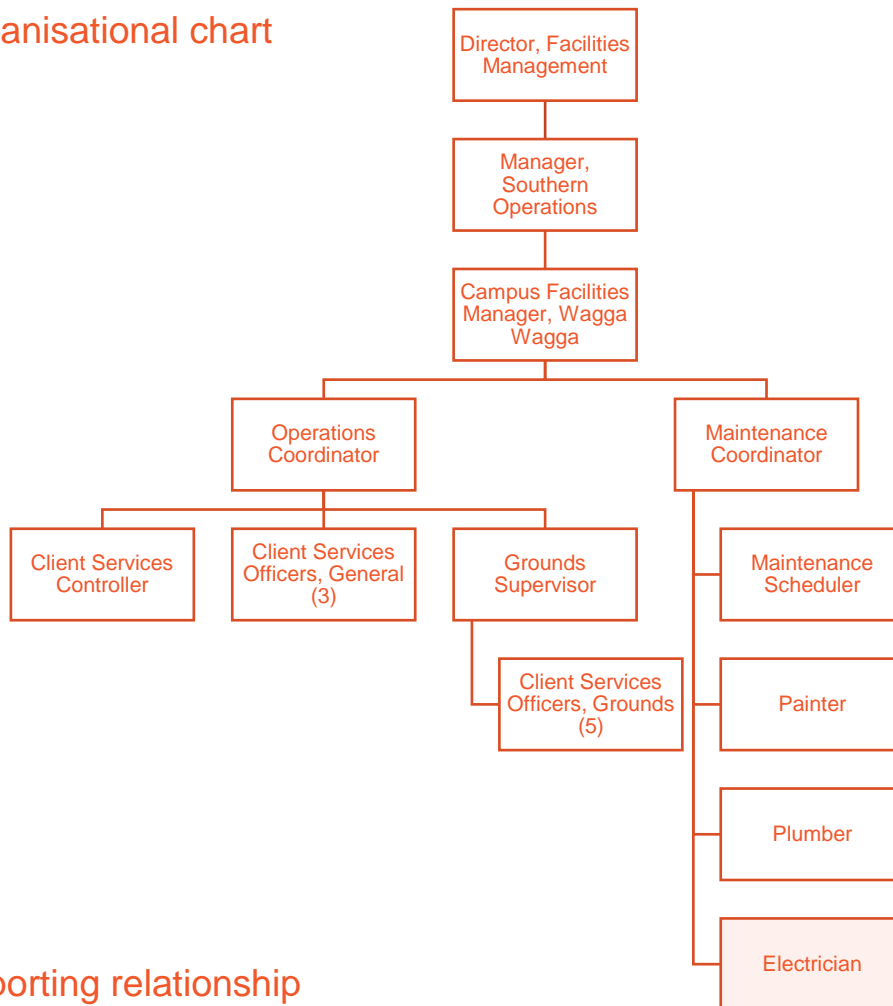 anisational chart
Director, Facilities
Management
Manager,
Southern
Operations
Campus Facilities
Manager, Wagga
Wagga
Operations
Coordinator
Maintenance
Coordinator
Client Services
Controller
Client Services
Officers, General
(3)
Grounds
Supervisor
Maintenance
Scheduler
Client Services
Officers, Grounds
(5)
Painter
Plumber
Electrician
porting relationship